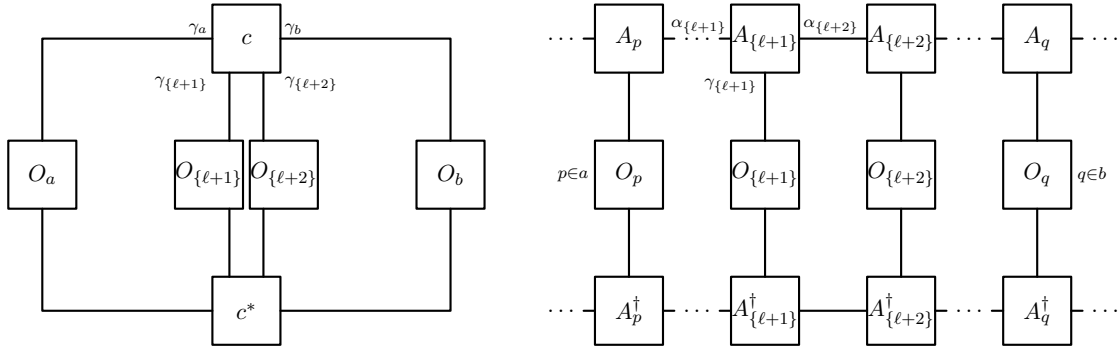 γ_a c γ_b
γ_{ℓ+1} γ_{ℓ+2}
O_a O_{ℓ+1} O_{ℓ+2} O_b
c*
··· A_p α_{ℓ+1} ··· A_{ℓ+1} α_{ℓ+2} A_{ℓ+2} ··· A_q ···
γ_{ℓ+1}
p∈a O_p O_{ℓ+1} O_{ℓ+2} O_q q∈b
··· A_p^† ··· A_{ℓ+1}^† A_{ℓ+2}^† ··· A_q^† ···